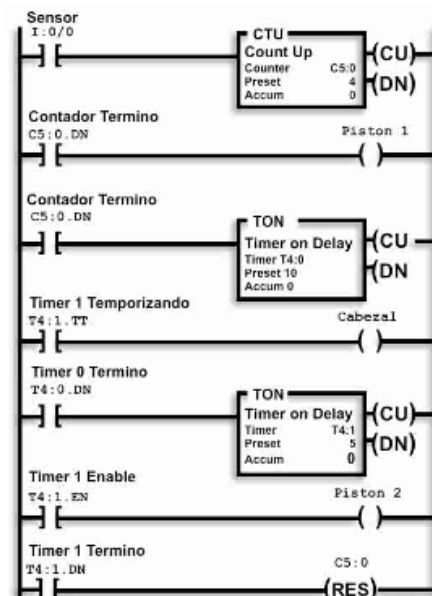 Sensor
I:0/0
CTU
Count Up
Counter C5:0
Preset 4
Accum 0
(CU)
(DN)
Contador Termino
C5:0.DN
Piston 1
Contador Termino
C5:0.DN
TON
Timer on Delay
Timer T4:0
Preset 10
Accum 0
(CU
(DN
Timer 1 Temporizando
T4:1.TT
Cabezal
Timer 0 Termino
T4:0.DN
TON
Timer on Delay
Timer T4:1
Preset 5
Accum 0
(CU)
(DN)
Timer 1 Enable
T4:1.EN
Piston 2
Timer 1 Termino
T4:1.DN
C5:0
(RES)